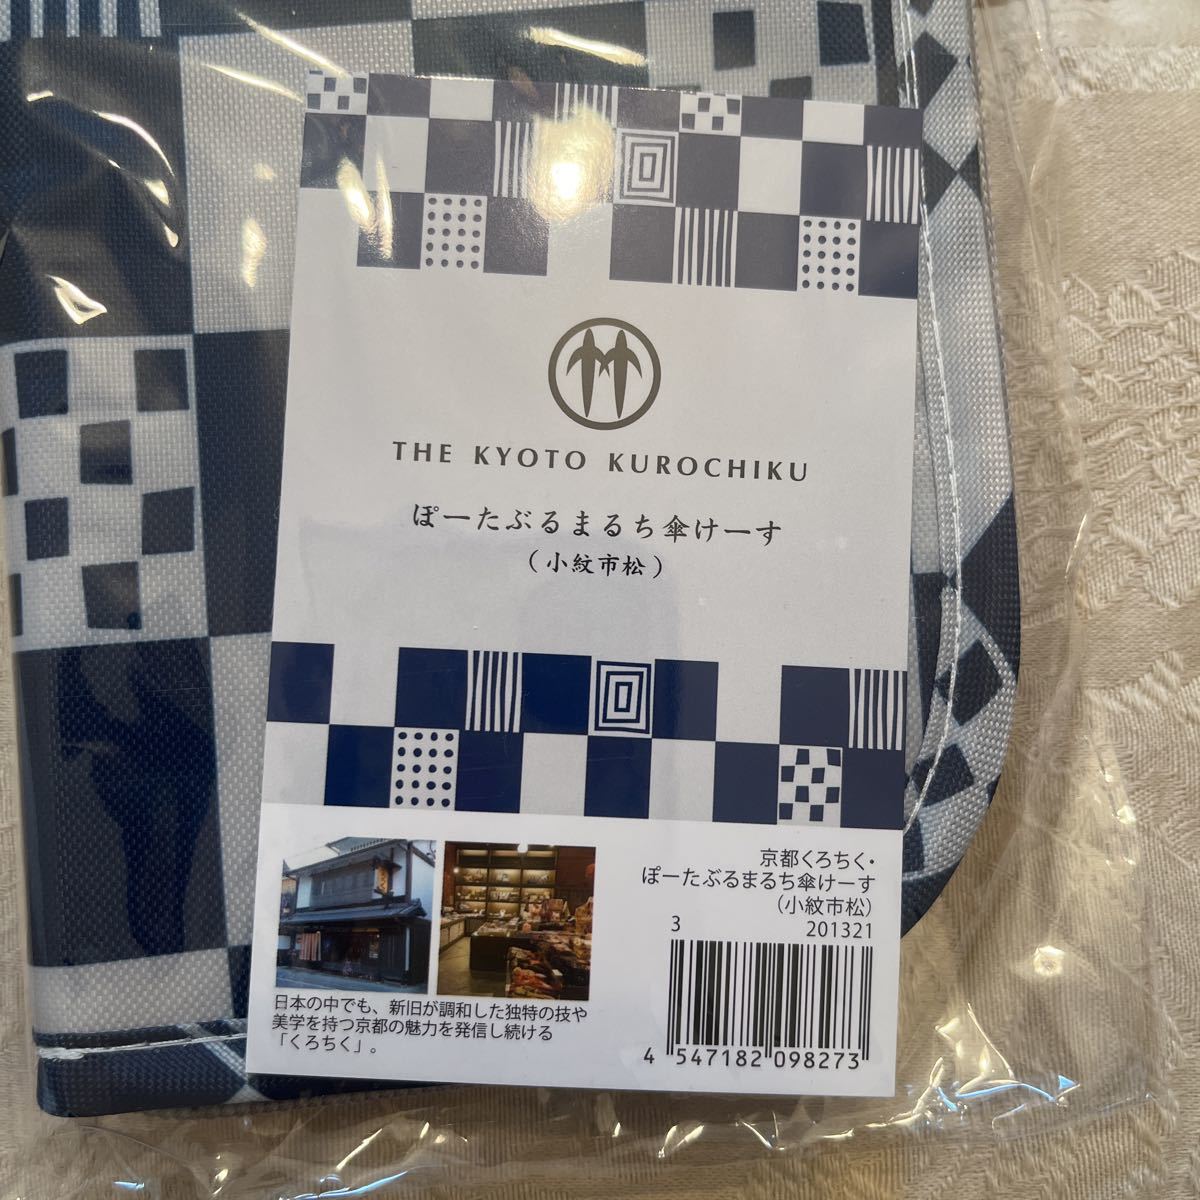 THE KYOTO KUROCHIKU
ぽーたぶるまるち傘けーす
（小紋市松）
京都くろちく・
ぽーたぶるまるち傘けーす
（小紋市松）
201321
3
4 547182 098273
日本の中でも、新旧が調和した独特の技や
美学を持つ京都の魅力を発信し続ける
「くろちく」。